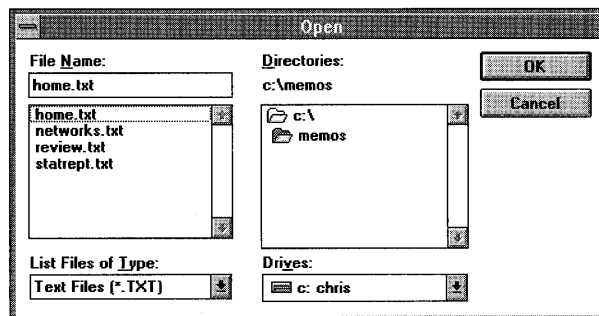 Open
File Name:
home.txt
home.txt
networks.txt
review.txt
statrept.txt
List Files of Type:
Text Files (*.TXT)
Directories:
c:\memos
c:\
memos
Drives:
c: chris
OK
Cancel